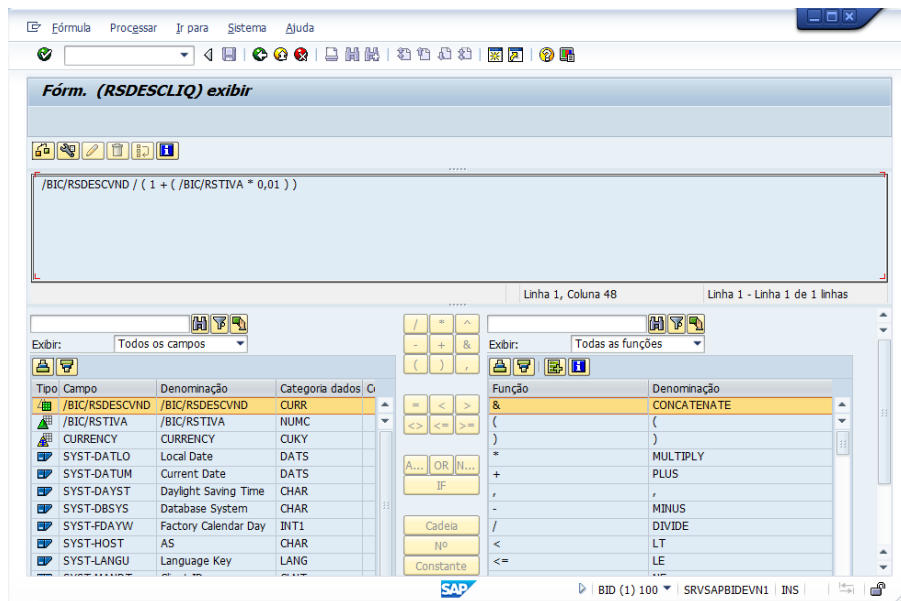 Fórmula Processar Ir para Sistema Ajuda
Fórm. (RSDESCLIQ) exibir
/BIC/RSDESCVND / ( 1 + ( /BIC/RSTIVA * 0,01 ) )
Linha 1, Coluna 48 Linha 1 - Linha 1 de 1 linhas
/ * ^
Exibir: Todos os campos - + & Exibir: Todas as funções
( ) ,
Tipo Campo Denominação Categoria dados Função Denominação
/BIC/RSDESCVND /BIC/RSDESCVND CURR = < > & CONCATENATE
/BIC/RSTIVA /BIC/RSTIVA NUMC <> <= >= ( (
CURRENCY CURRENCY CUKY ) )
SYST-DATLO Local Date DATS * MULTIPLY
SYST-DATUM Current Date DATS A... OR N... + PLUS
SYST-DAYST Daylight Saving Time CHAR IF , ,
SYST-DBSYS Database System CHAR - MINUS
SYST-FDAYW Factory Calendar Day INT1 Cadeia / DIVIDE
SYST-HOST AS CHAR Nº < LT
SYST-LANGU Language Key LANG Constante <= LE
SAP BID (1) 100 SRVSAPBIDEVN1 INS